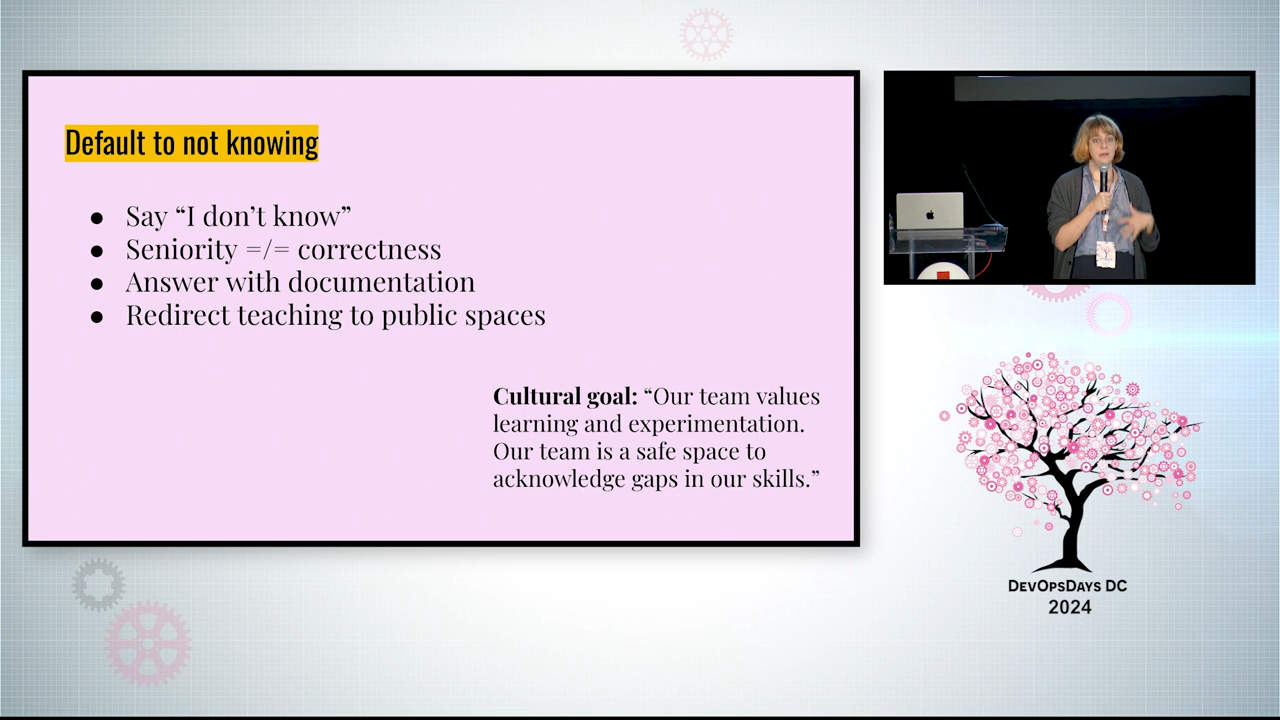 Default to not knowing
● Say “I don’t know”
● Seniority =/= correctness
● Answer with documentation
● Redirect teaching to public spaces
Cultural goal: “Our team values
learning and experimentation.
Our team is a safe space to
acknowledge gaps in our skills.”
DevOpsDays DC
2024